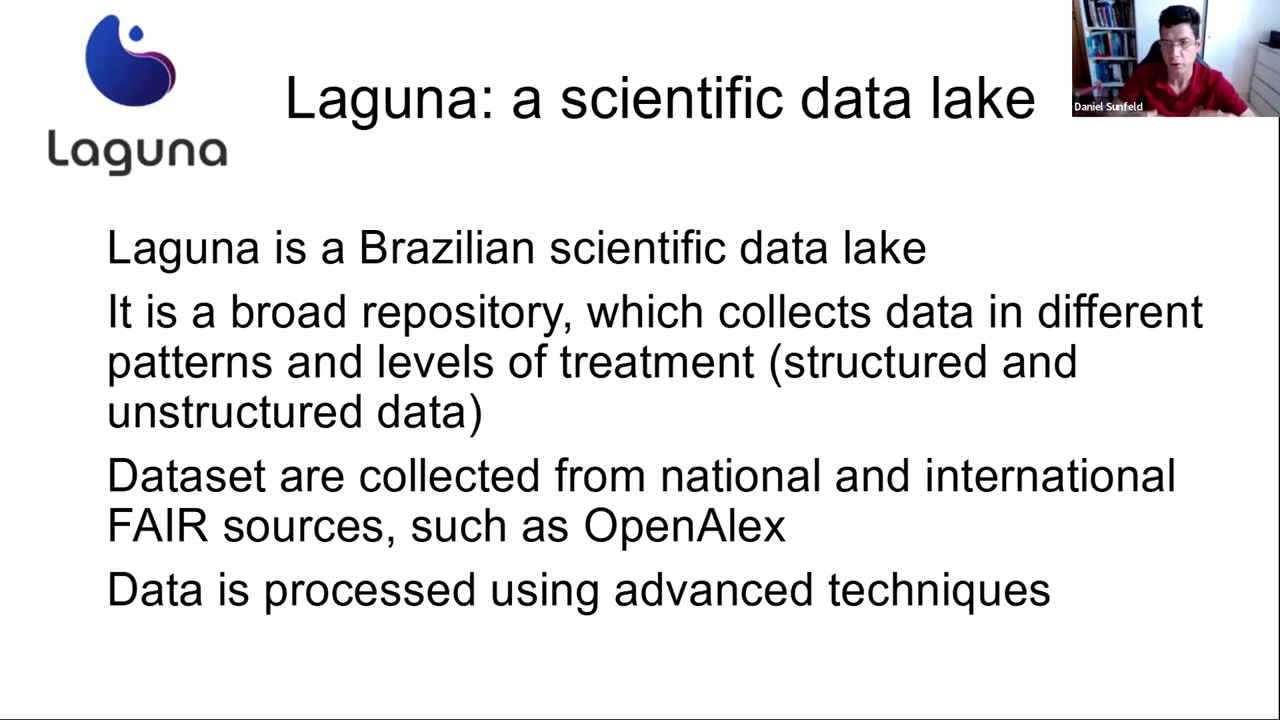 Laguna
Laguna: a scientific data lake
Daniel Sunfeld
Laguna is a Brazilian scientific data lake
It is a broad repository, which collects data in different
patterns and levels of treatment (structured and
unstructured data)
Dataset are collected from national and international
FAIR sources, such as OpenAlex
Data is processed using advanced techniques